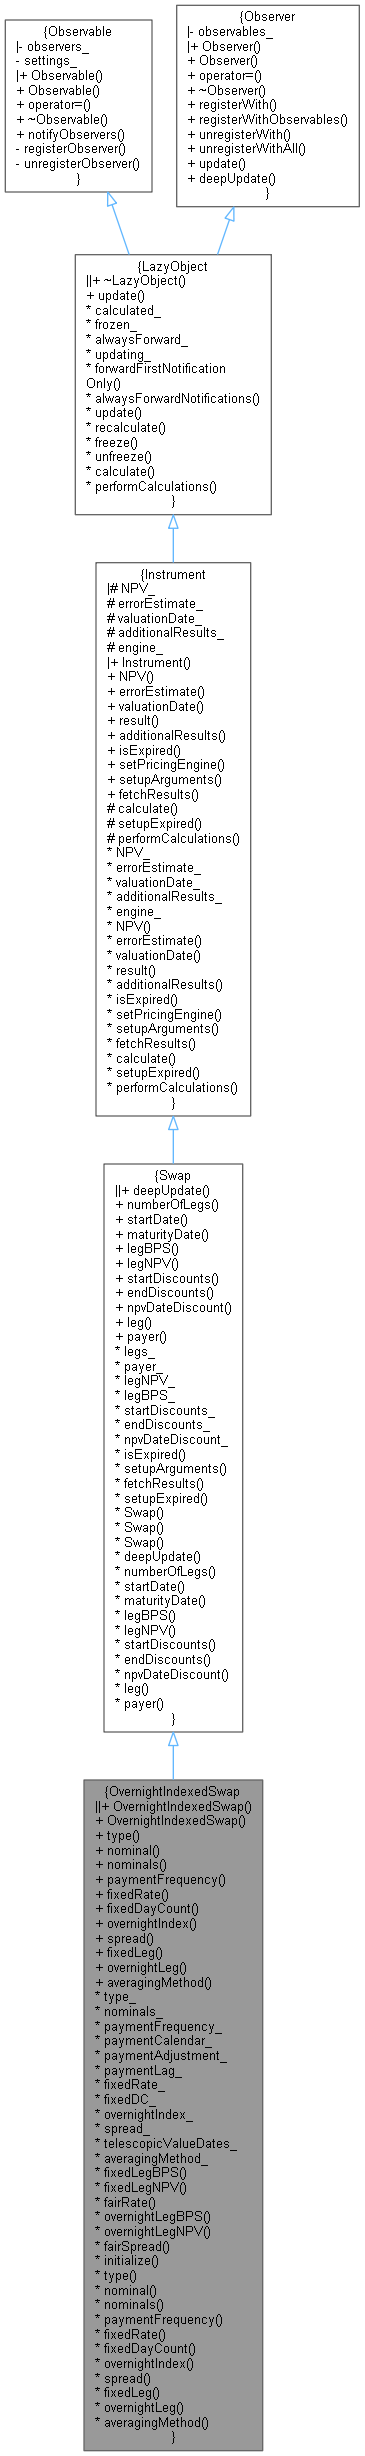 {Observable
|- observers_
- settings_
|+ Observable()
+ Observable()
+ operator=()
+ ~Observable()
+ notifyObservers()
- registerObserver()
- unregisterObserver()
}
{Observer
|- observables_
|+ Observer()
+ Observer()
+ operator=()
+ ~Observer()
+ registerWith()
+ registerWithObservables()
+ unregisterWith()
+ unregisterWithAll()
+ update()
+ deepUpdate()
}
{LazyObject
||+ ~LazyObject()
+ update()
* calculated_
* frozen_
* alwaysForward_
* updating_
* forwardFirstNotification
Only()
* alwaysForwardNotifications()
* update()
* recalculate()
* freeze()
* unfreeze()
* calculate()
* performCalculations()
}
{Instrument
|# NPV_
# errorEstimate_
# valuationDate_
# additionalResults_
# engine_
|+ Instrument()
+ NPV()
+ errorEstimate()
+ valuationDate()
+ result()
+ additionalResults()
+ isExpired()
+ setPricingEngine()
+ setupArguments()
+ fetchResults()
# calculate()
# setupExpired()
# performCalculations()
* NPV_
* errorEstimate_
* valuationDate_
* additionalResults_
* engine_
* NPV()
* errorEstimate()
* valuationDate()
* result()
* additionalResults()
* isExpired()
* setPricingEngine()
* setupArguments()
* fetchResults()
* calculate()
* setupExpired()
* performCalculations()
}
{Swap
||+ deepUpdate()
+ numberOfLegs()
+ startDate()
+ maturityDate()
+ legBPS()
+ legNPV()
+ startDiscounts()
+ endDiscounts()
+ npvDateDiscount()
+ leg()
+ payer()
* legs_
* payer_
* legNPV_
* legBPS_
* startDiscounts_
* endDiscounts_
* npvDateDiscount_
* isExpired()
* setupArguments()
* fetchResults()
* setupExpired()
* Swap()
* Swap()
* Swap()
* deepUpdate()
* numberOfLegs()
* startDate()
* maturityDate()
* legBPS()
* legNPV()
* startDiscounts()
* endDiscounts()
* npvDateDiscount()
* leg()
* payer()
}
{OvernightIndexedSwap
||+ OvernightIndexedSwap()
+ OvernightIndexedSwap()
+ type()
+ nominal()
+ nominals()
+ paymentFrequency()
+ fixedRate()
+ fixedDayCount()
+ overnightIndex()
+ spread()
+ fixedLeg()
+ overnightLeg()
+ averagingMethod()
* type_
* nominals_
* paymentFrequency_
* paymentCalendar_
* paymentAdjustment_
* paymentLag_
* fixedRate_
* fixedDC_
* overnightIndex_
* spread_
* telescopicValueDates_
* averagingMethod_
* fixedLegBPS()
* fixedLegNPV()
* fairRate()
* overnightLegBPS()
* overnightLegNPV()
* fairSpread()
* initialize()
* type()
* nominal()
* nominals()
* paymentFrequency()
* fixedRate()
* fixedDayCount()
* overnightIndex()
* spread()
* fixedLeg()
* overnightLeg()
* averagingMethod()
}